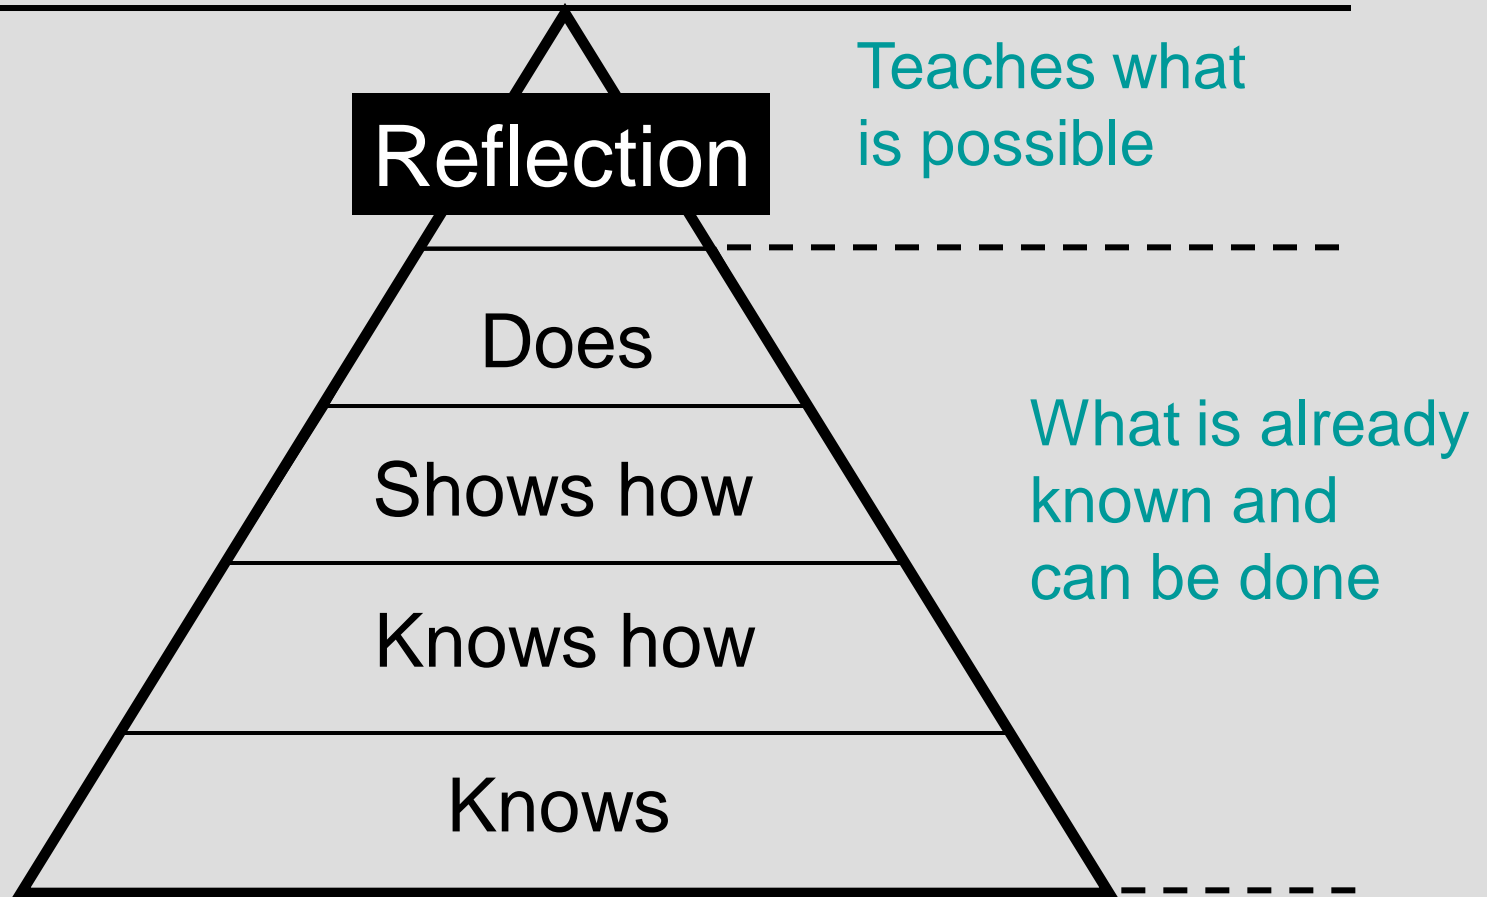 Teaches what
is possible
Reflection
Does
What is already
known and
can be done
Shows how
Knows how
Knows